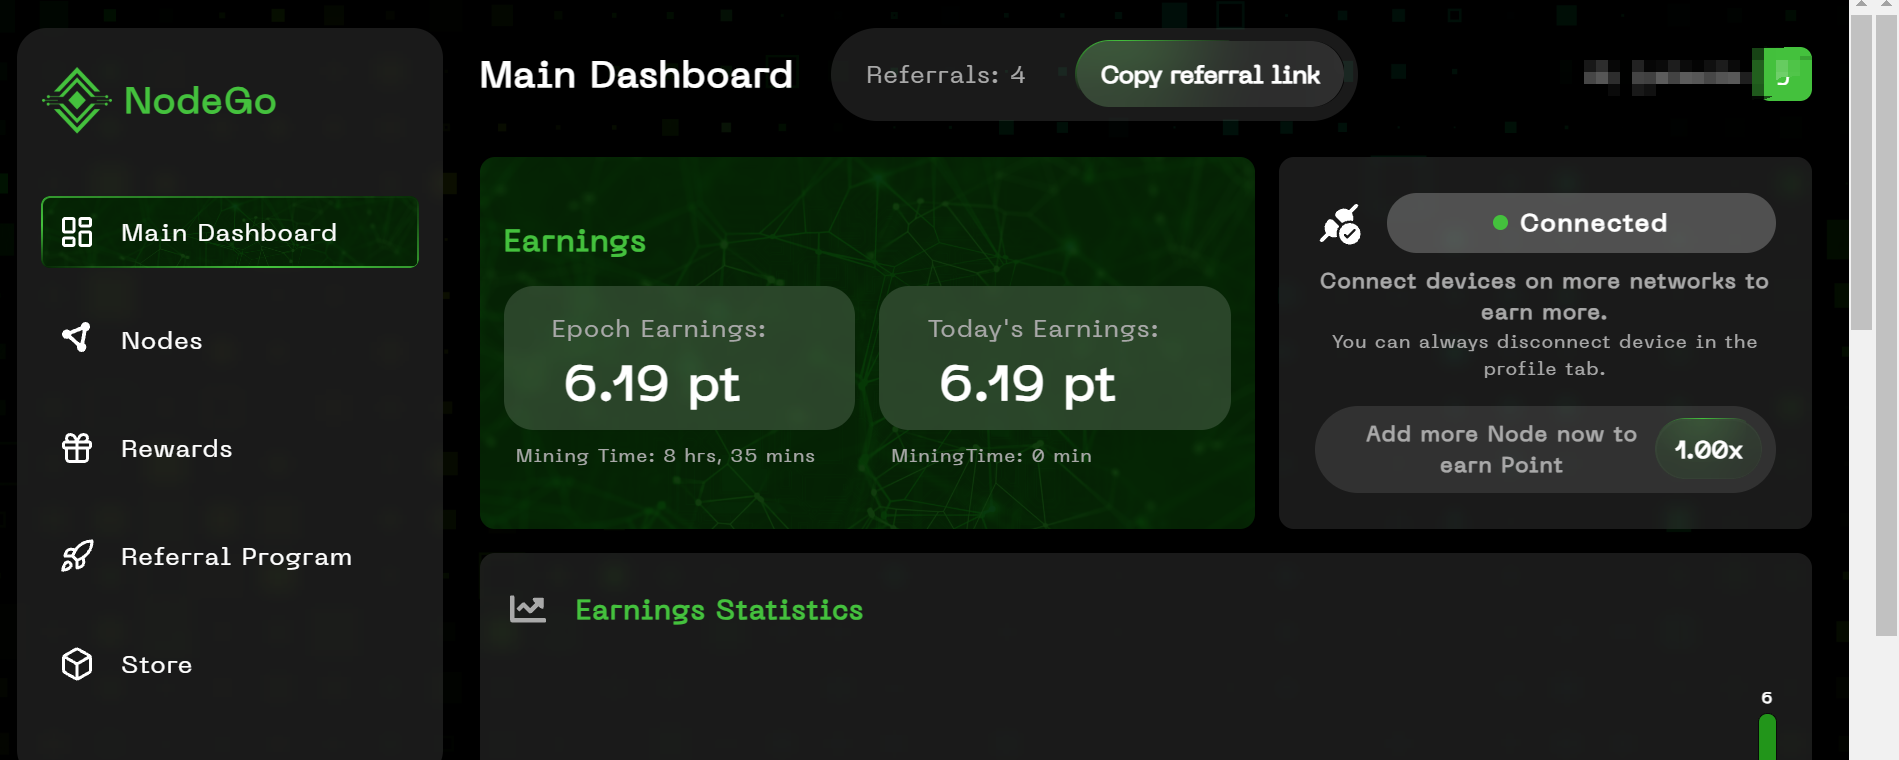 NodeGo
Main Dashboard
Nodes
Rewards
Referral Program
Store
Main Dashboard
Referrals: 4
Copy referral link
Earnings
Epoch Earnings:
6.19 pt
Mining Time: 8 hrs, 35 mins
Today's Earnings:
6.19 pt
MiningTime: 0 min
Connected
Connect devices on more networks to
earn more.
You can always disconnect device in the
profile tab.
Add more Node now to
earn Point
1.00x
Earnings Statistics
6